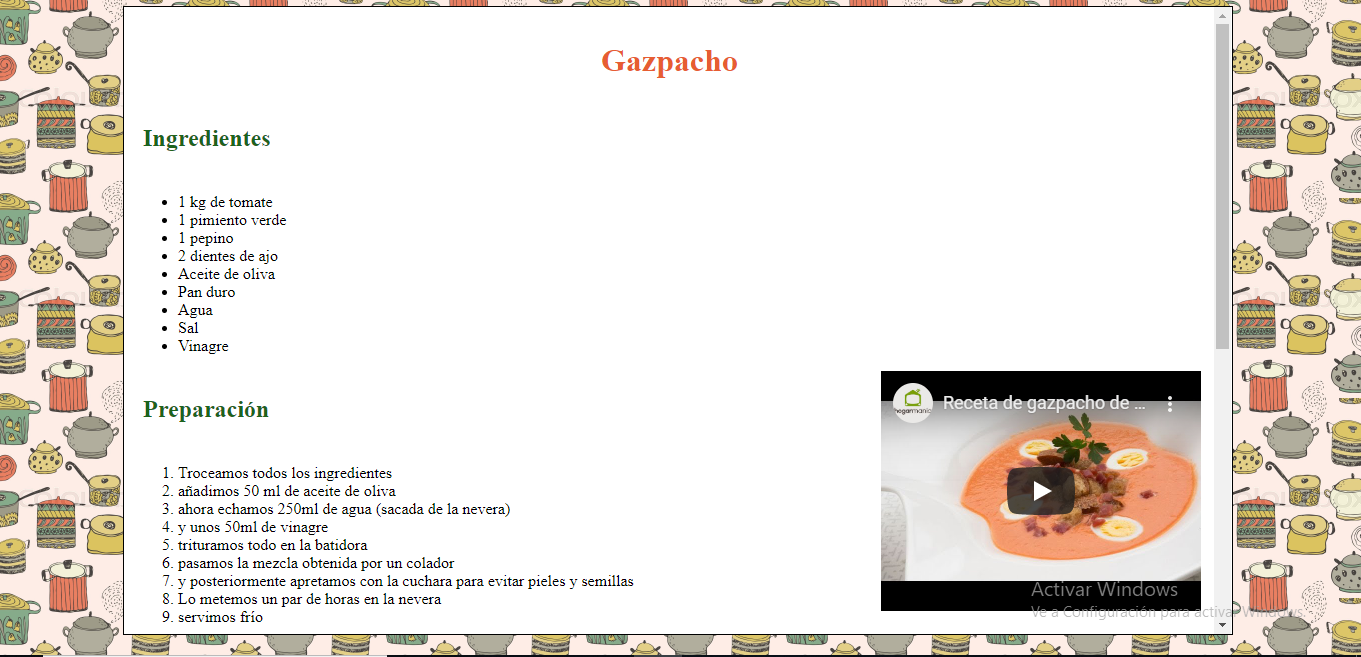 Gazpacho
Ingredientes
1 kg de tomate
1 pimiento verde
1 pepino
2 dientes de ajo
Aceite de oliva
Pan duro
Agua
Sal
Vinagre
Preparación
1. Troceamos todos los ingredientes
2. añadimos 50 ml de aceite de oliva
3. ahora echamos 250ml de agua (sacada de la nevera)
4. y unos 50ml de vinagre
5. trituramos todo en la batidora
6. pasamos la mezcla obtenida por un colador
7. y posteriormente apretamos con la cuchara para evitar pieles y semillas
8. Lo metemos un par de horas en la nevera
9. servimos frío
hogarmania
Receta de gazpacho de ...
Activar Windows
Ve a Configuración para activar Windows.